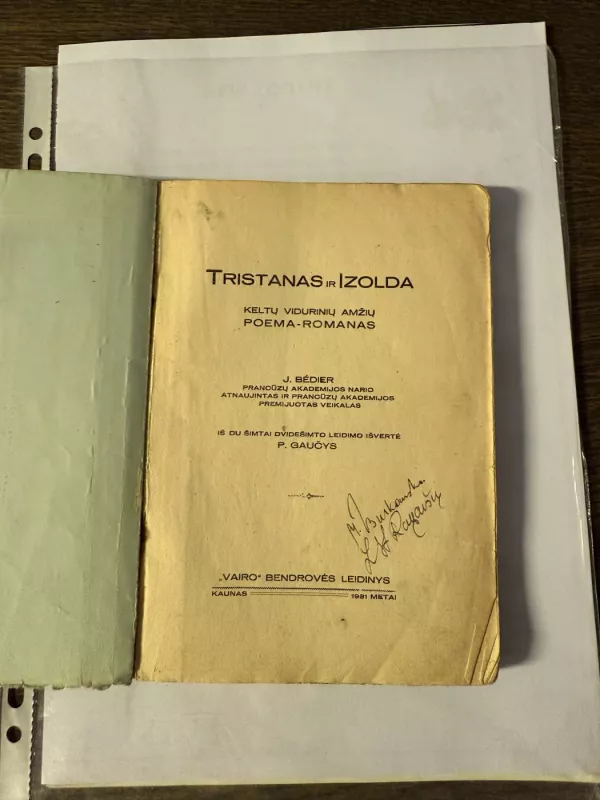 TRISTANAS IR IZOLDA
KELTŲ VIDURINIŲ AMŽIŲ
POEMA-ROMANAS
J. BÉDIER
PRANCŪZŲ AKADEMIJOS NARIO
ATNAUJINTAS IR PRANCŪZŲ AKADEMIJOS
PREMIJUOTAS VEIKALAS
IŠ DU ŠIMTAI DVIDEŠIMTO LEIDIMO IŠVERTĖ
P. GAUČYS
„VAIRO“ BENDROVĖS LEIDINYS
KAUNAS 1931 METAI